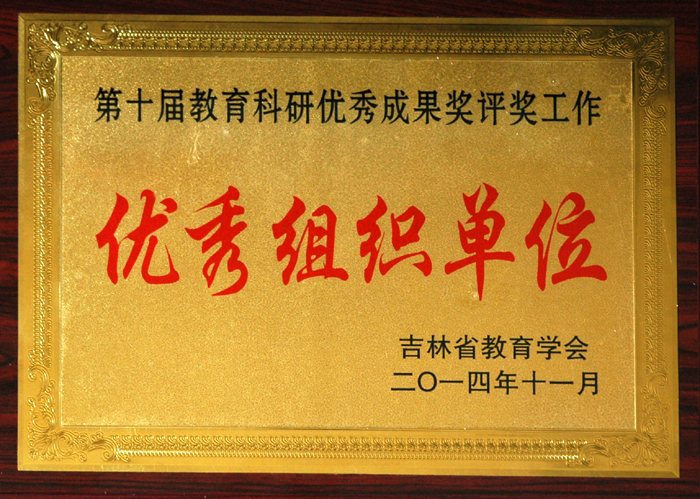 第十届教育科研优秀成果奖评奖工作
优秀组织单位
吉林省教育学会
二〇一四年十一月